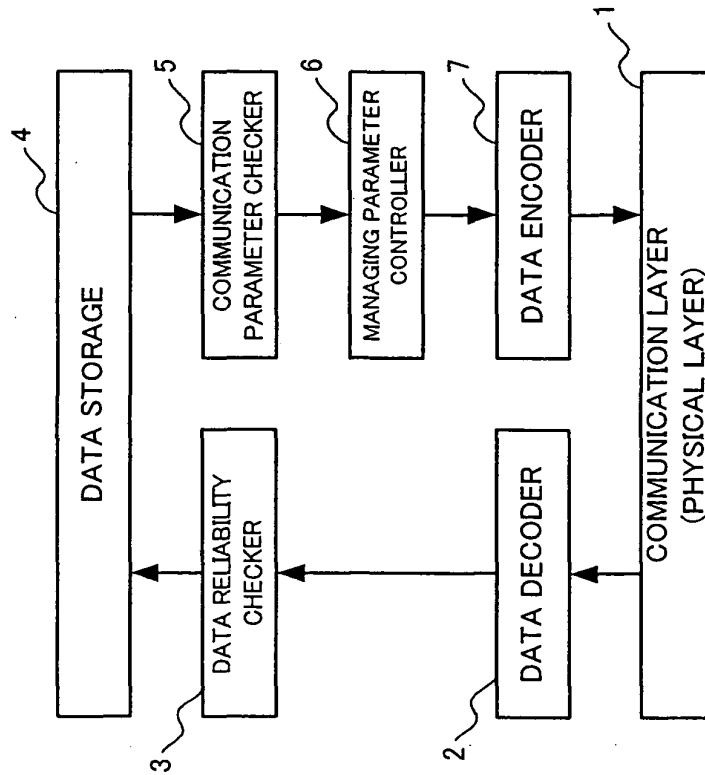 4
DATA STORAGE
5
COMMUNICATION
PARAMETER CHECKER
3
DATA RELIABILITY
CHECKER
6
MANAGING PARAMETER
CONTROLLER
7
DATA ENCODER
2
DATA DECODER
1
COMMUNICATION LAYER
(PHYSICAL LAYER)